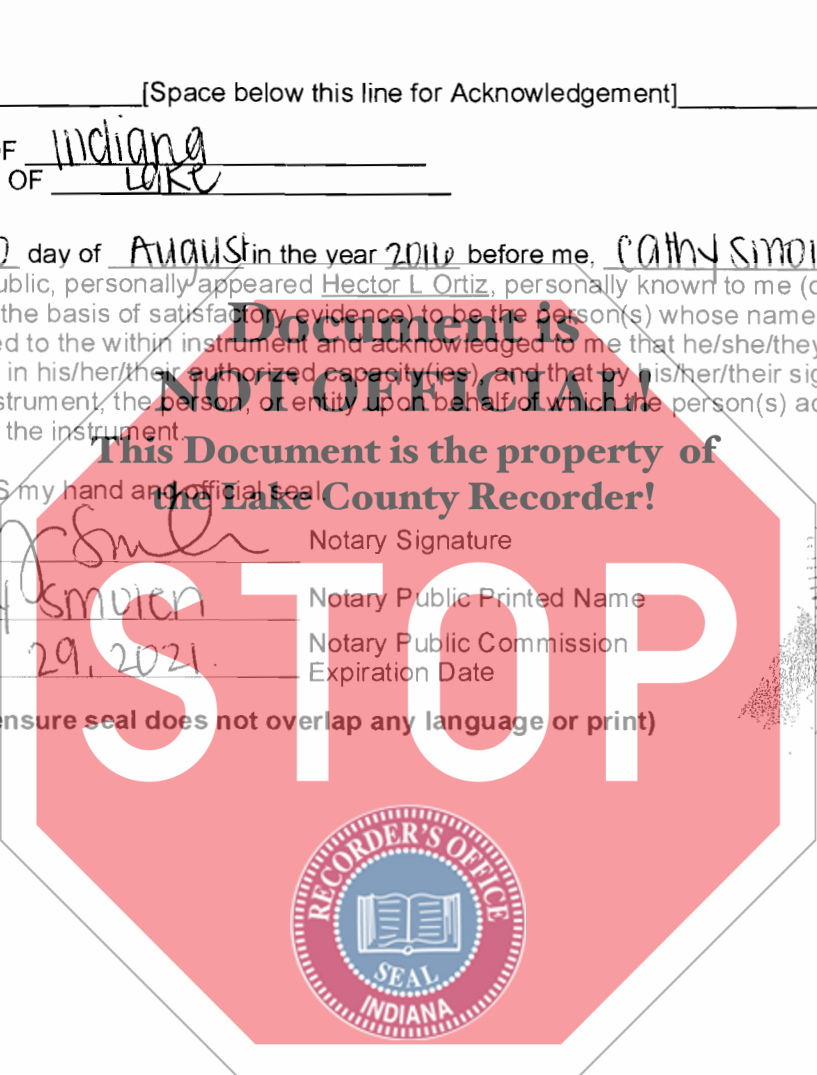 [Space below this line for Acknowledgement]
F Indiana
OF Lake
day of August in the year 2016 before me, Cathy Smoi
ublic, personally appeared Hector L Ortiz, personally known to me (o
the basis of satisfactory evidence) to be the person(s) whose name
Document is
ed to the within instrument and acknowledged to me that he/she/they
in his/her/their authorized capacity(ies), and that by his/her/their sig
NOT OFFICIAL!
strument, the person, or entity upon behalf of which the person(s) ac
the instrument.
This Document is the property of
S my hand and official seal.
the Lake County Recorder!
Notary Signature
Smolen Notary Public Printed Name
29, 2021. Notary Public Commission
Expiration Date
ensure seal does not overlap any language or print)
STOP
RECORDER'S OFFICE
SEAL
INDIANA